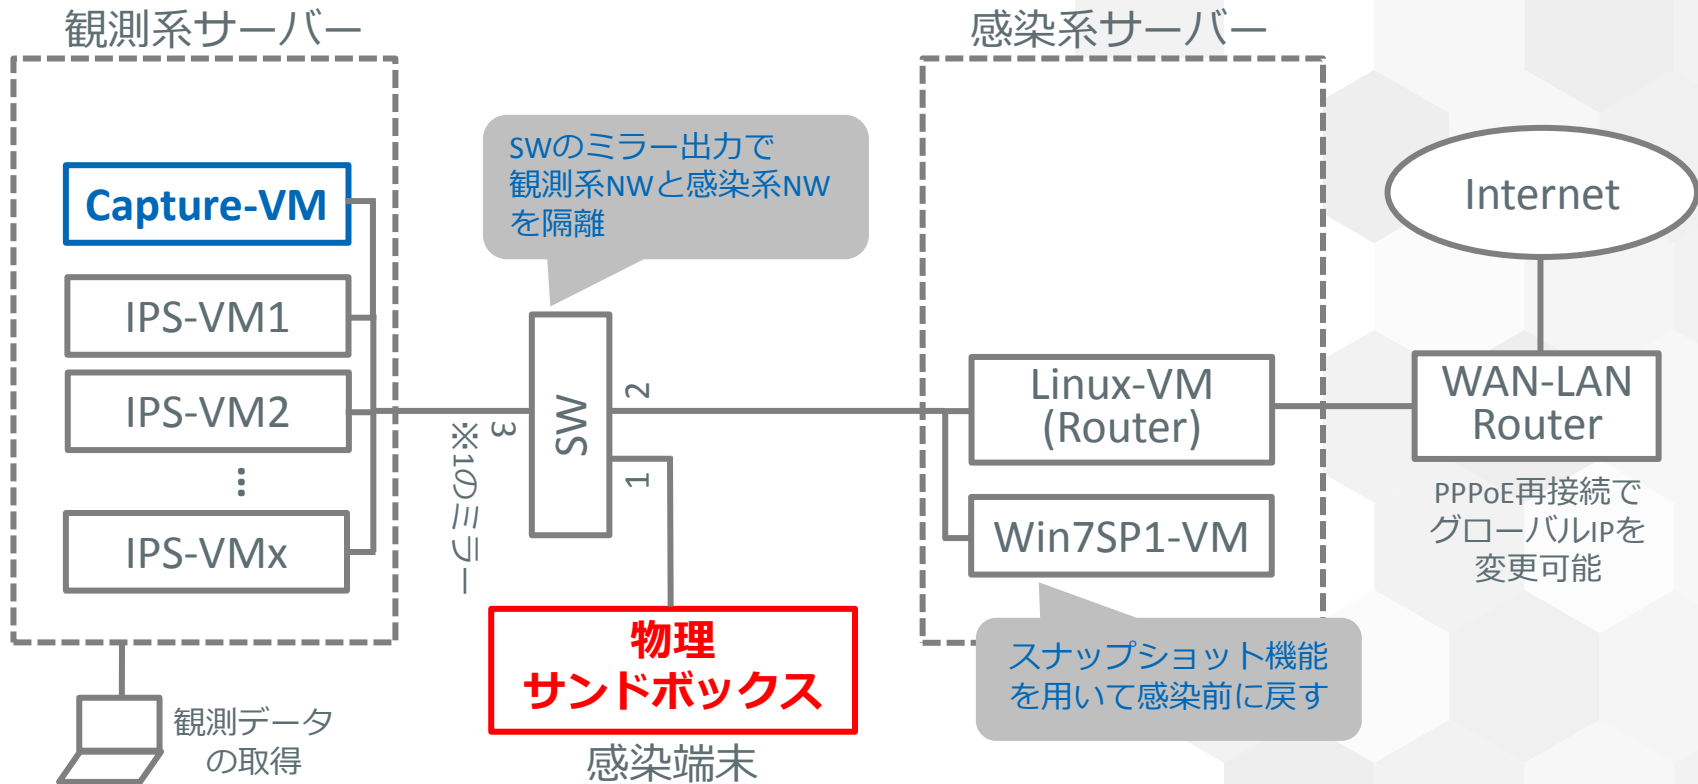 観測系サーバー
感染系サーバー
SWのミラー出力で
観測系NWと感染系NW
を隔離
Capture-VM
IPS-VM1
IPS-VM2
⋮
IPS-VMx
3
※1のミラー
SW
2
1
Linux-VM
(Router)
Win7SP1-VM
Internet
WAN-LAN
Router
PPPoE再接続で
グローバルIPを
変更可能
スナップショット機能
を用いて感染前に戻す
物理
サンドボックス
感染端末
観測データ
の取得